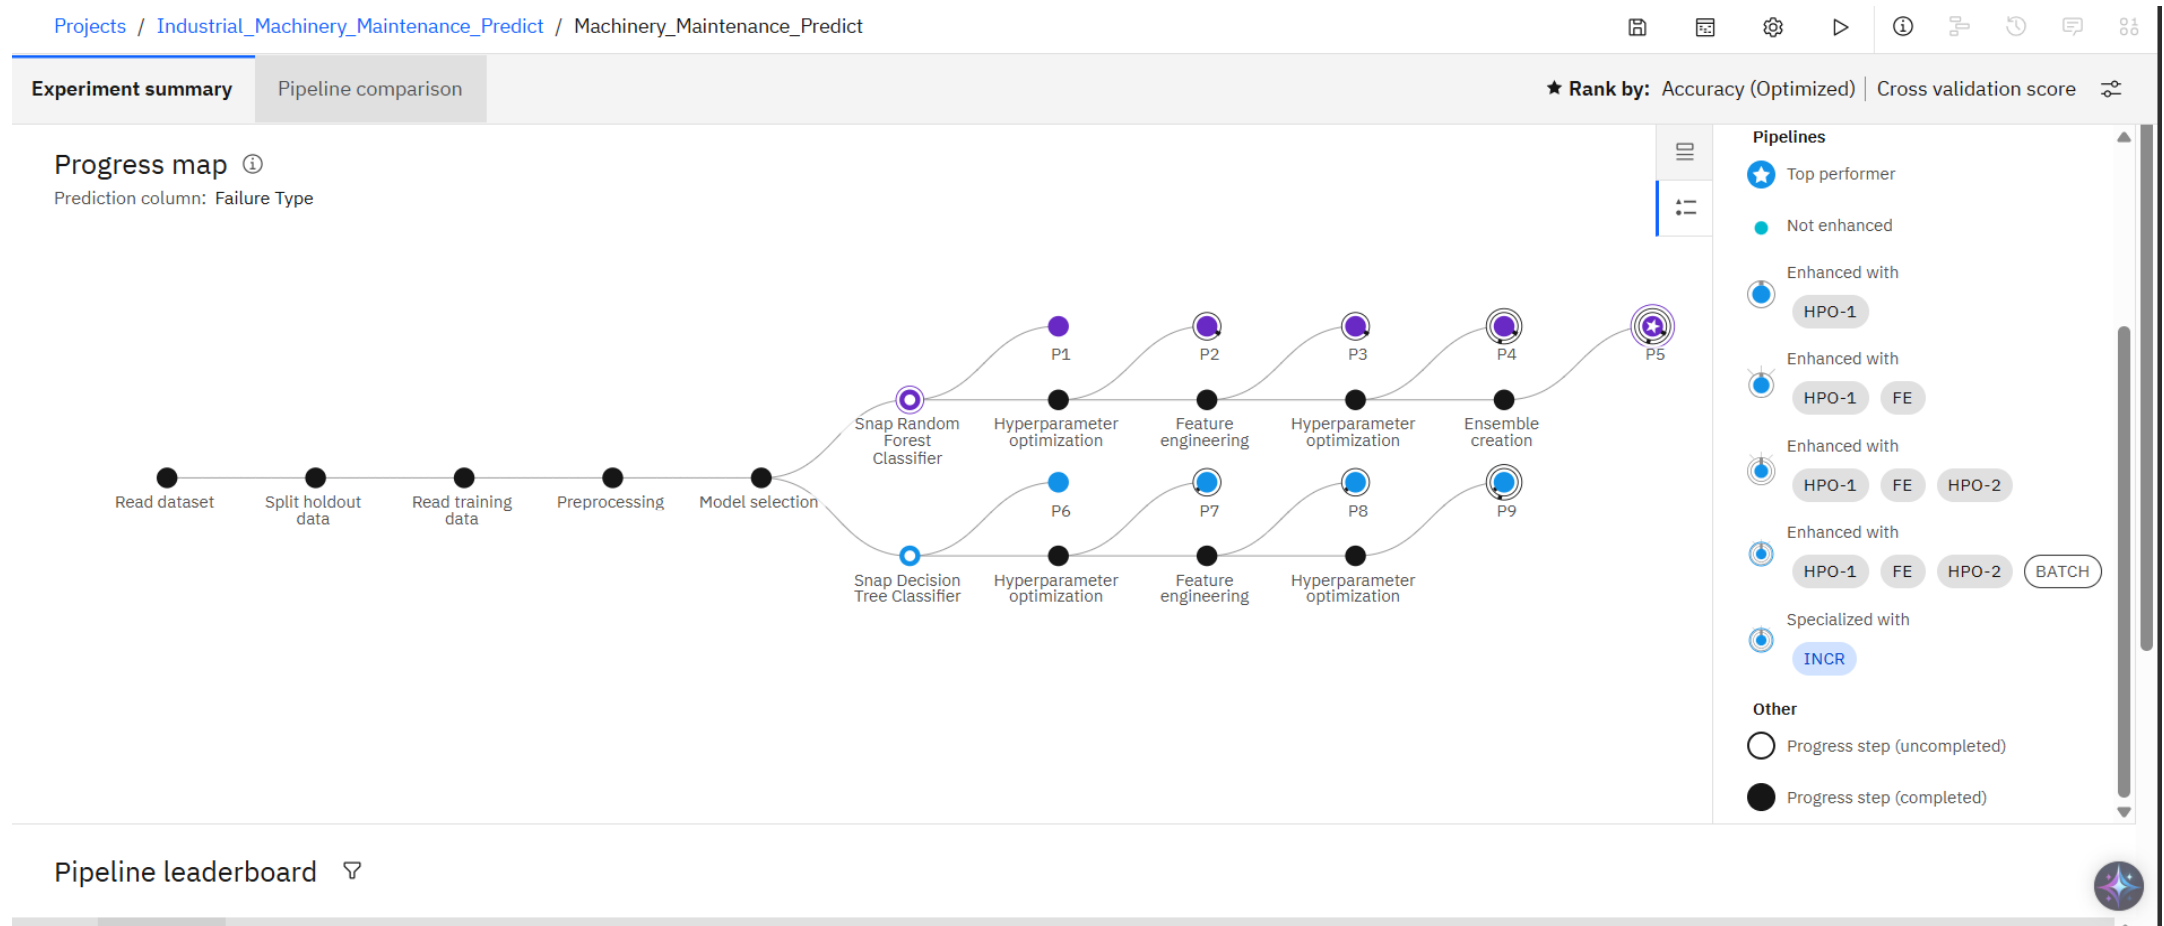 Projects / Industrial_Machinery_Maintenance_Predict / Machinery_Maintenance_Predict
Experiment summary
Pipeline comparison
Rank by: Accuracy (Optimized) | Cross validation score
Progress map
Prediction column: Failure Type
P1
P2
P3
P4
P5
Snap Random
Forest
Classifier
Hyperparameter
optimization
Feature
engineering
Hyperparameter
optimization
Ensemble
creation
Read dataset
Split holdout
data
Read training
data
Preprocessing
Model selection
P6
P7
P8
P9
Snap Decision
Tree Classifier
Hyperparameter
optimization
Feature
engineering
Hyperparameter
optimization
Pipelines
Top performer
Not enhanced
Enhanced with
HPO-1
Enhanced with
HPO-1 FE
Enhanced with
HPO-1 FE HPO-2
Enhanced with
HPO-1 FE HPO-2 BATCH
Specialized with
INCR
Other
Progress step (uncompleted)
Progress step (completed)
Pipeline leaderboard